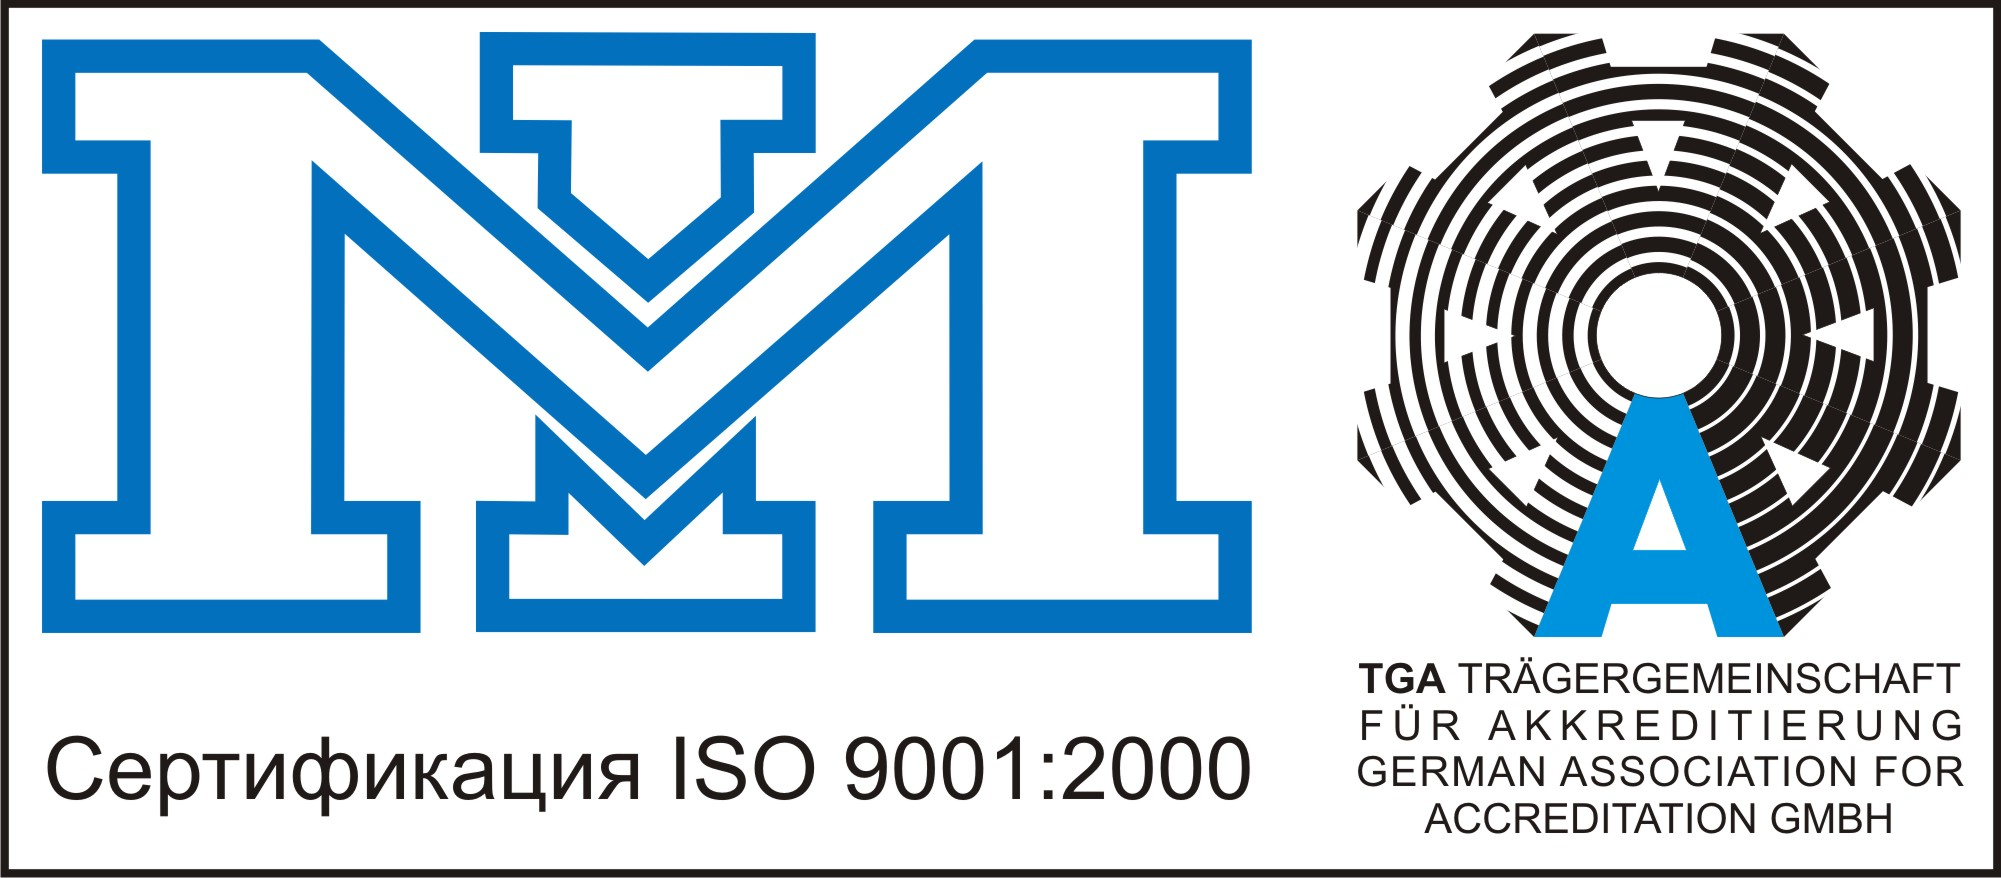 Сертификация ISO 9001:2000
A
TGA TRÄGERGEMEINSCHAFT
FÜR AKKREDITIERUNG
GERMAN ASSOCIATION FOR
ACCREDITATION GMBH